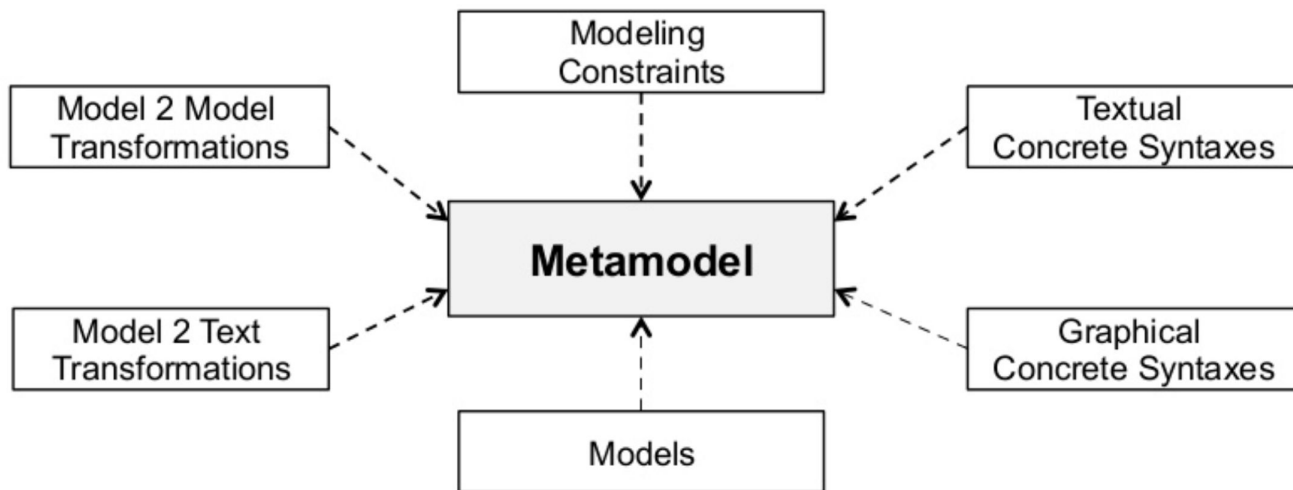 Modeling
Constraints
Model 2 Model
Transformations
Textual
Concrete Syntaxes
Metamodel
Model 2 Text
Transformations
Graphical
Concrete Syntaxes
Models